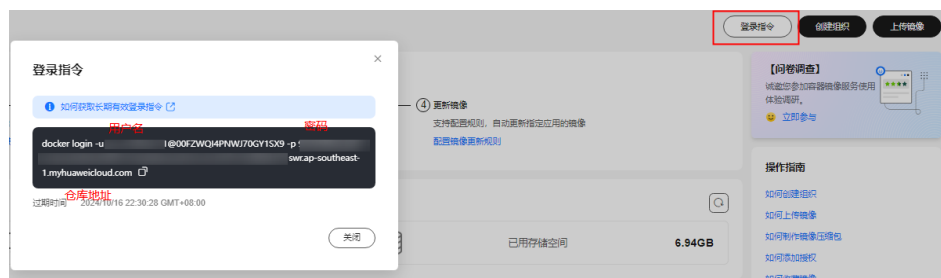 登录指令
创建组织
上传镜像
登录指令
如何获取长期有效登录指令
用户名
密码
docker login -u
@00FZWQI4PNWJ70GY1SX9 -p
swr.ap-southeast-
1.myhuaweicloud.com
仓库地址
过期时间 2024/10/16 22:30:28 GMT+08:00
关闭
4 更新镜像
支持配置规则，自动更新指定应用的镜像
配置镜像更新规则
已用存储空间 6.94GB
【问卷调查】
诚邀您参加容器镜像服务使用
体验调研。
立即参与
操作指南
如何创建组织
如何上传镜像
如何制作镜像压缩包
如何添加授权